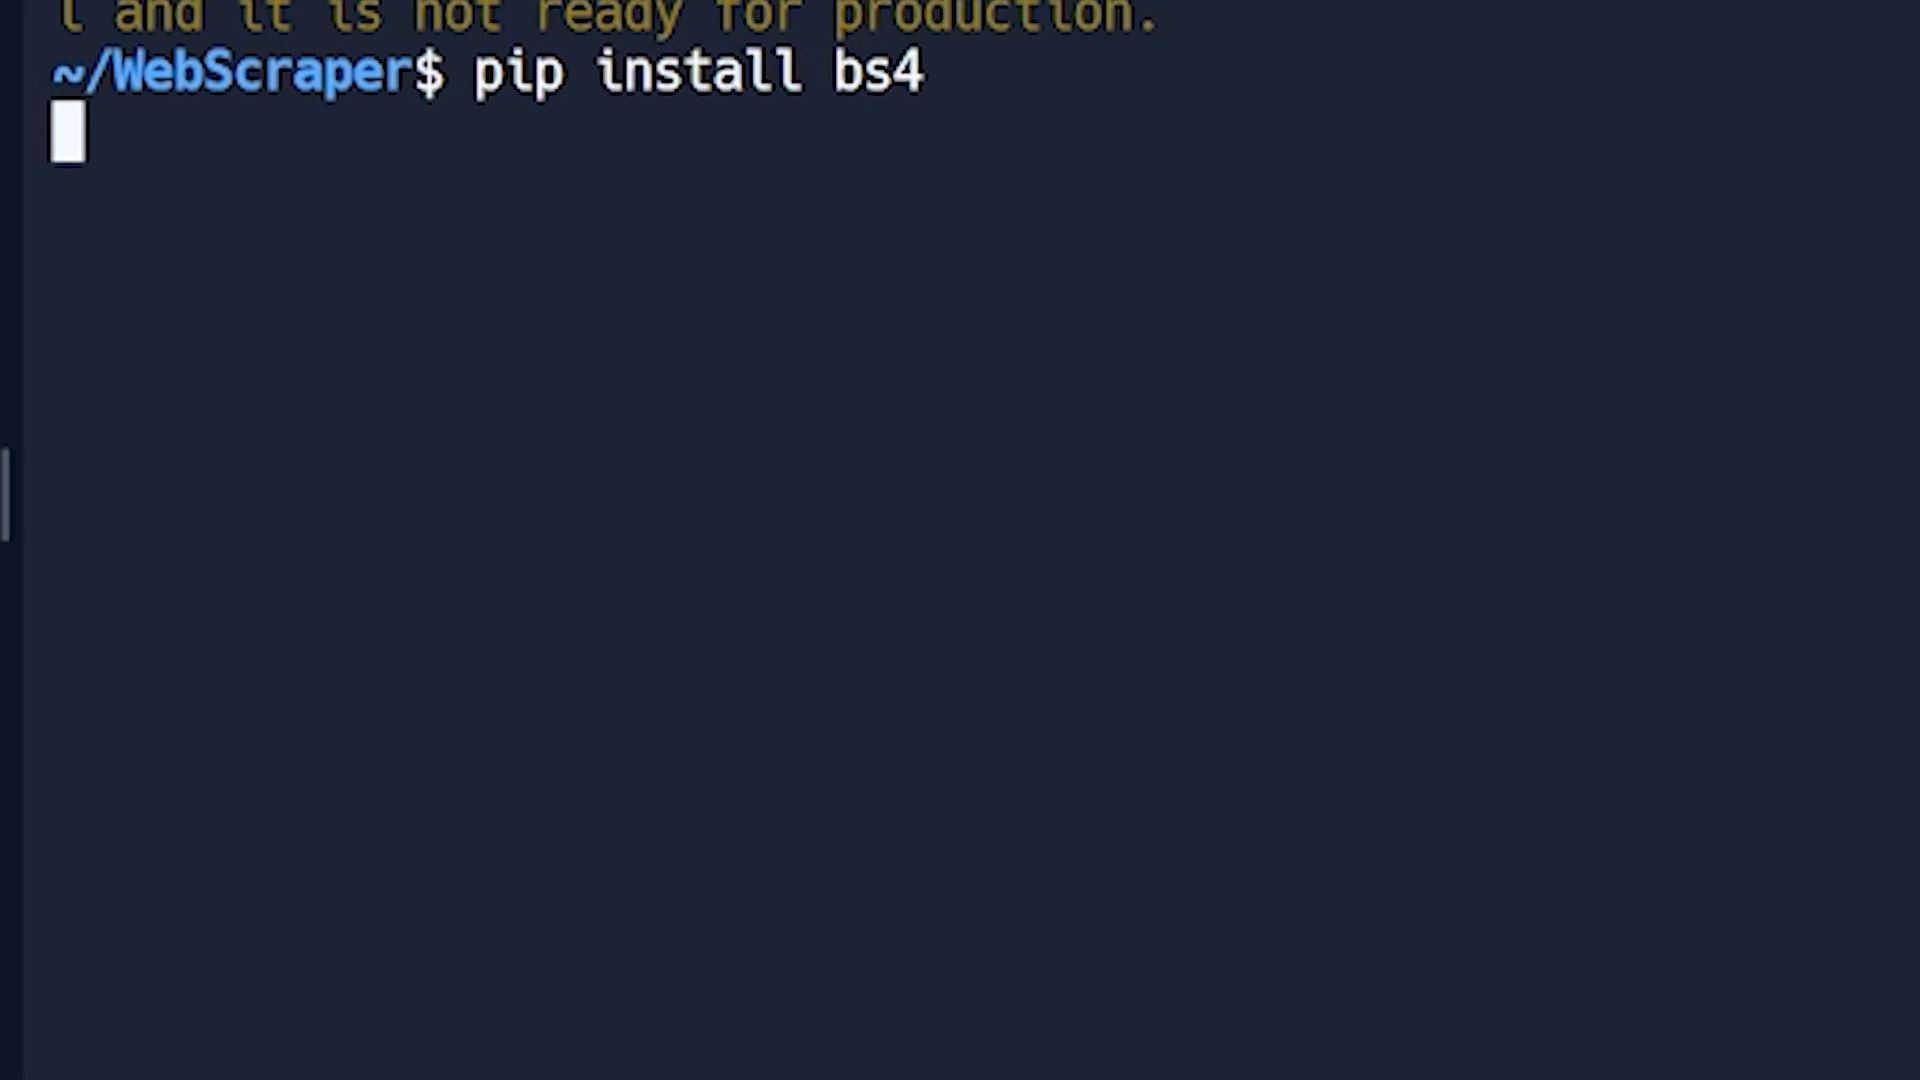 l and it is not ready for production.
~/WebScraper$ pip install bs4